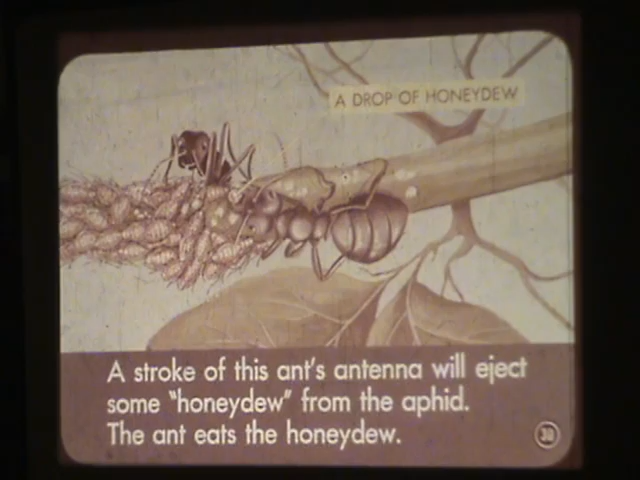 A DROP OF HONEYDEW
A stroke of this ant's antenna will eject
some "honeydew" from the aphid.
The ant eats the honeydew.
30